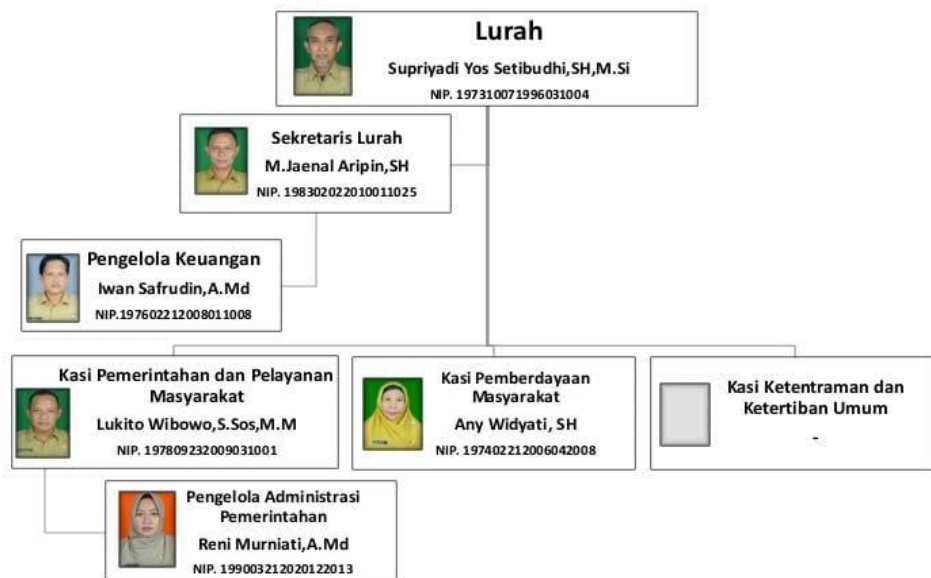 Lurah
Supriyadi Yos Setibudhi,SH,M.Si
NIP. 197310071996031004
Sekretaris Lurah
M.Jaenal Aripin,SH
NIP. 198302022010011025
Pengelola Keuangan
Iwan Safrudin,A.Md
NIP.197602212008011008
Kasi Pemerintahan dan Pelayanan
Masyarakat
Lukito Wibowo,S.Sos,M.M
NIP. 197809232009031001
Kasi Pemberdayaan
Masyarakat
Any Widyati, SH
NIP. 197402212006042008
Kasi Ketentraman dan
Ketertiban Umum
-
Pengelola Administrasi
Pemerintahan
Reni Murniati,A.Md
NIP. 199003212020122013